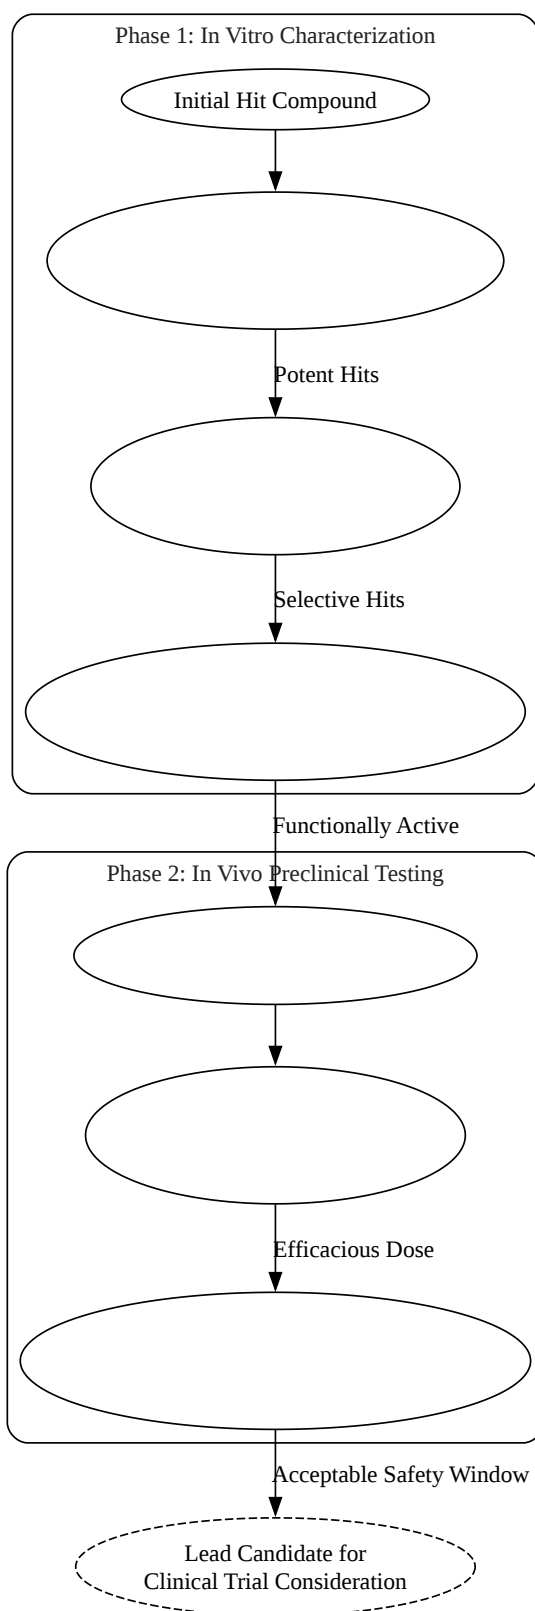 Phase 1: In Vitro Characterization
Initial Hit Compound
Potent Hits
Selective Hits
Functionally Active
Phase 2: In Vivo Preclinical Testing
Efficacious Dose
Acceptable Safety Window
Lead Candidate for
Clinical Trial Consideration